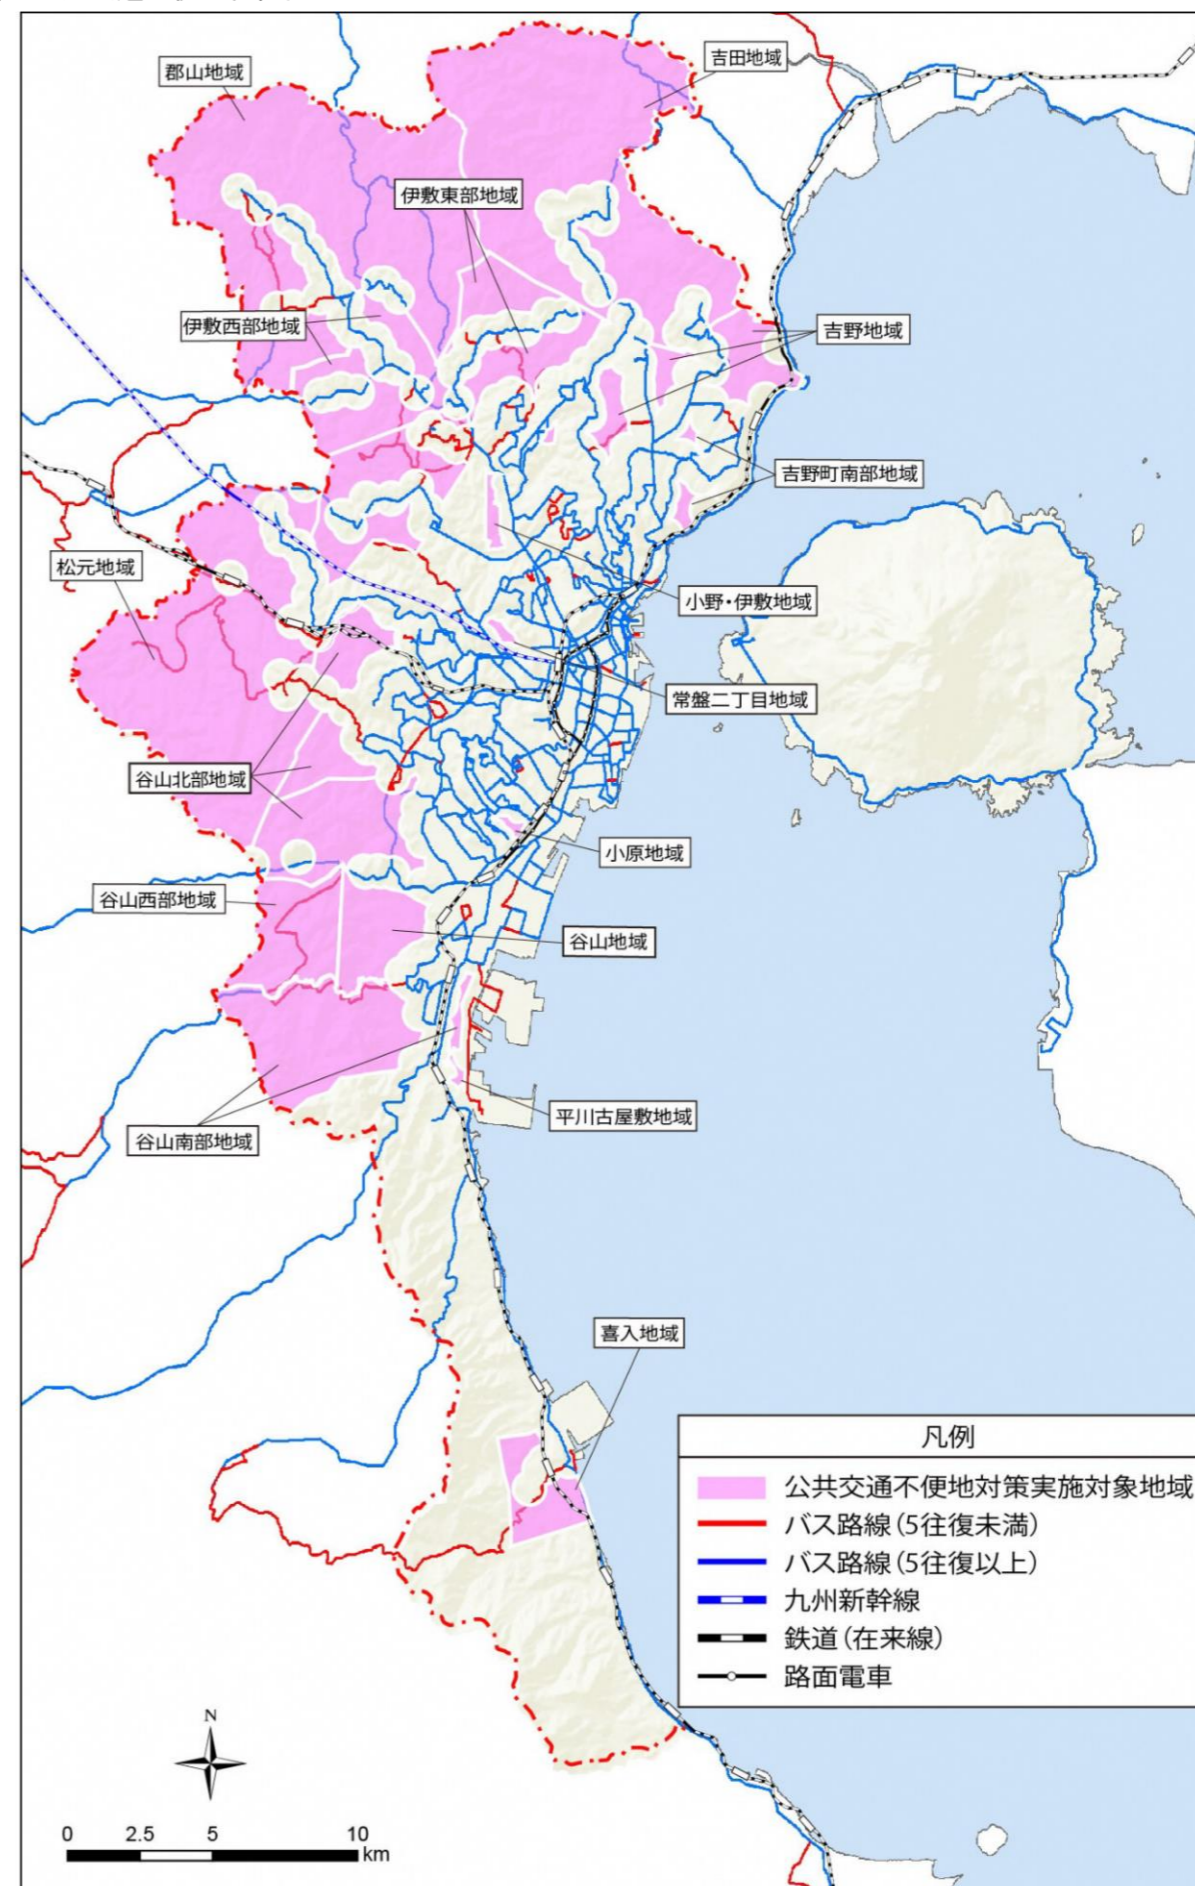 郡山地域
吉田地域
伊敷東部地域
伊敷西部地域
吉野地域
吉野町南部地域
松元地域
小野・伊敷地域
常盤二丁目地域
谷山北部地域
小原地域
谷山西部地域
谷山地域
平川古屋敷地域
谷山南部地域
喜入地域
凡例
公共交通不便地対策実施対象地域
バス路線(5往復未満)
バス路線(5往復以上)
九州新幹線
鉄道(在来線)
路面電車
N
0 2.5 5 10
km